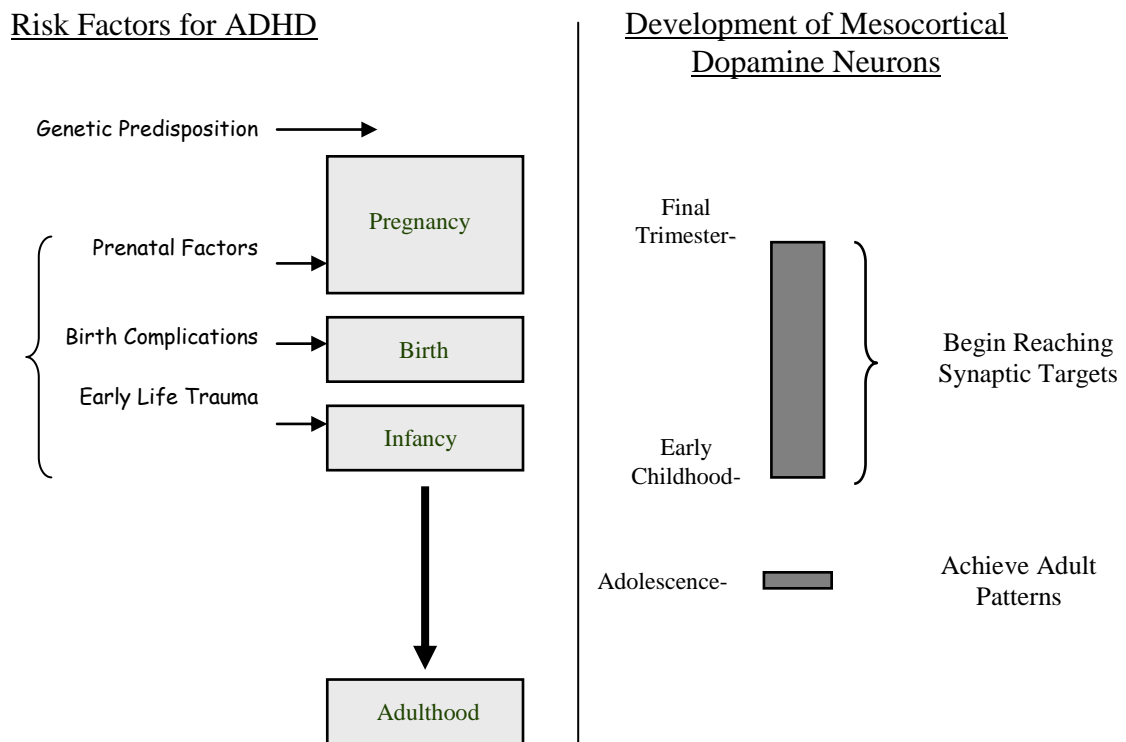 Risk Factors for ADHD
Genetic Predisposition
Pregnancy
Prenatal Factors
Birth Complications
Birth
Early Life Trauma
Infancy
Adulthood
Development of Mesocortical
Dopamine Neurons
Final
Trimester-
Begin Reaching
Synaptic Targets
Early
Childhood-
Adolescence-
Achieve Adult
Patterns